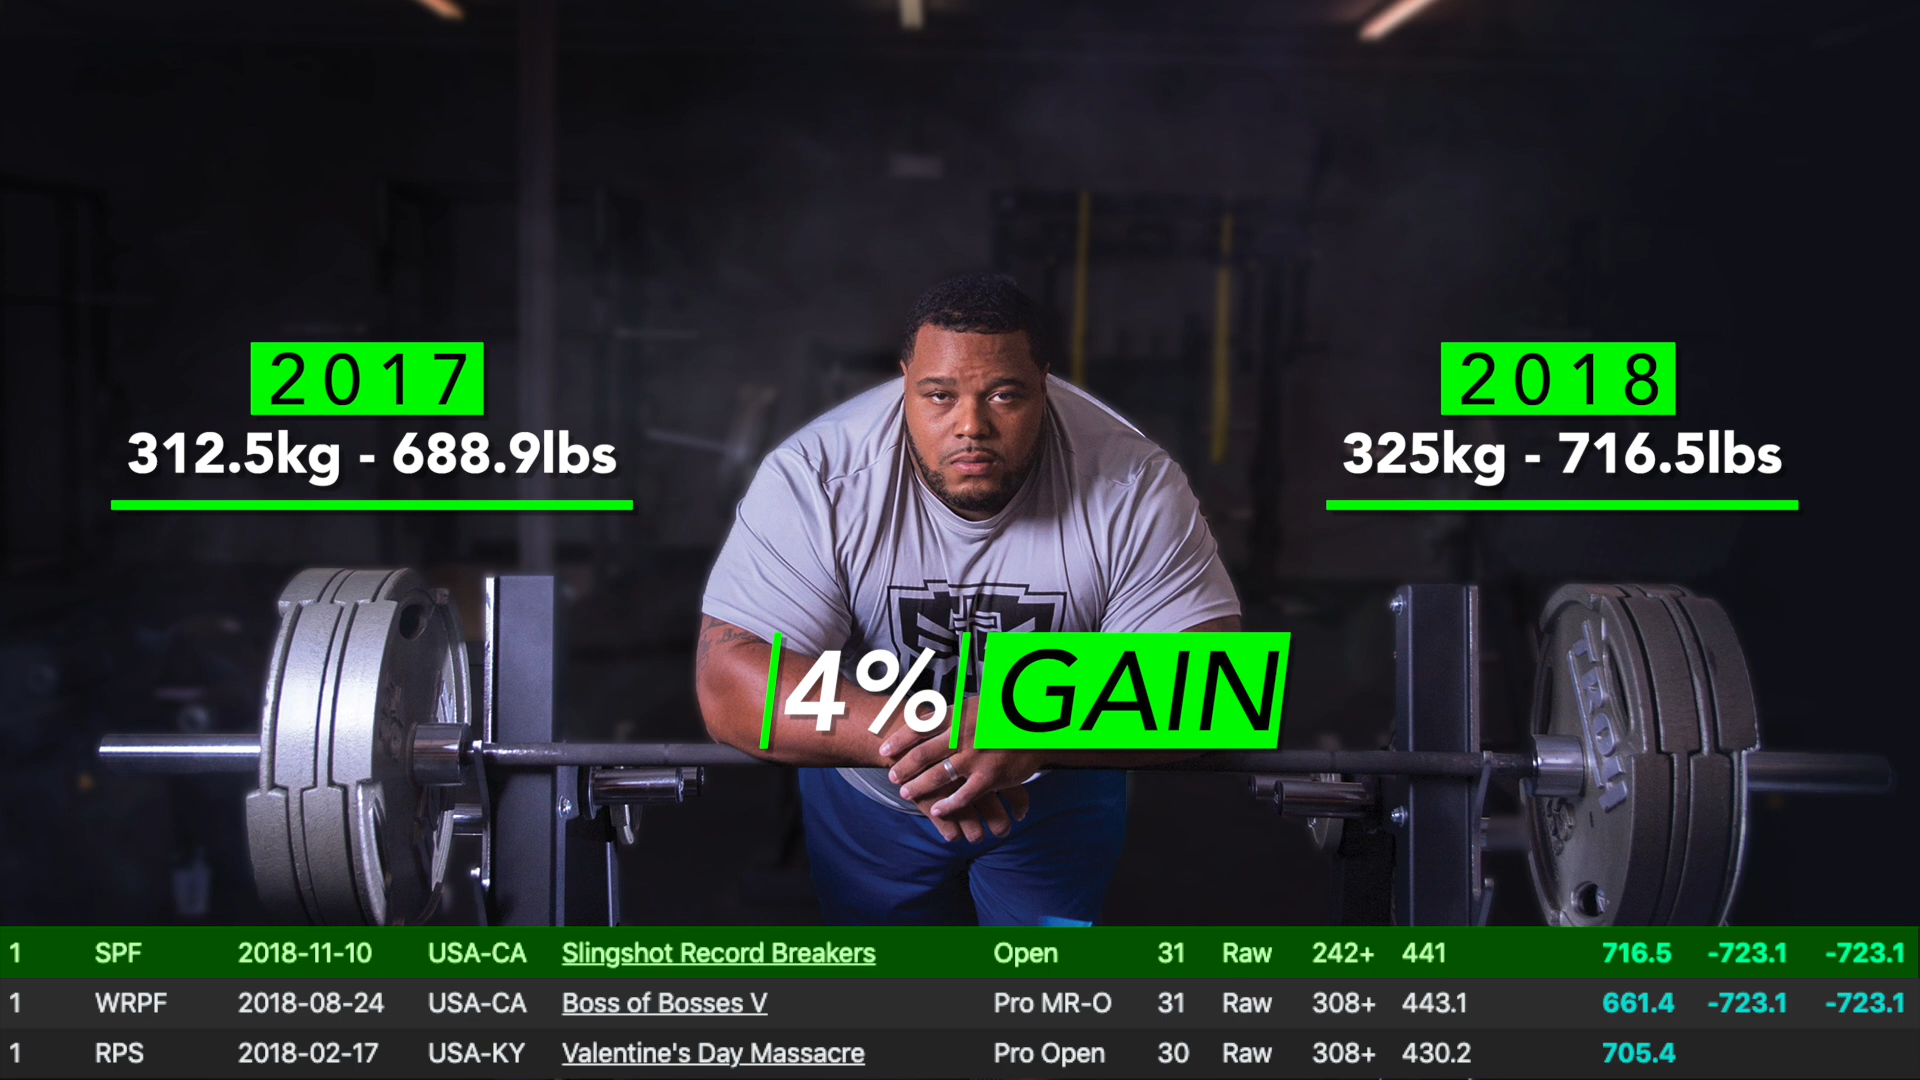 2017
312.5kg - 688.9lbs
2018
325kg - 716.5lbs
4% GAIN
1 SPF 2018-11-10 USA-CA Slingshot Record Breakers Open 31 Raw 242+ 441 716.5 -723.1 -723.1
1 WRPF 2018-08-24 USA-CA Boss of Bosses V Pro MR-O 31 Raw 308+ 443.1 661.4 -723.1 -723.1
1 RPS 2018-02-17 USA-KY Valentine's Day Massacre Pro Open 30 Raw 308+ 430.2 705.4